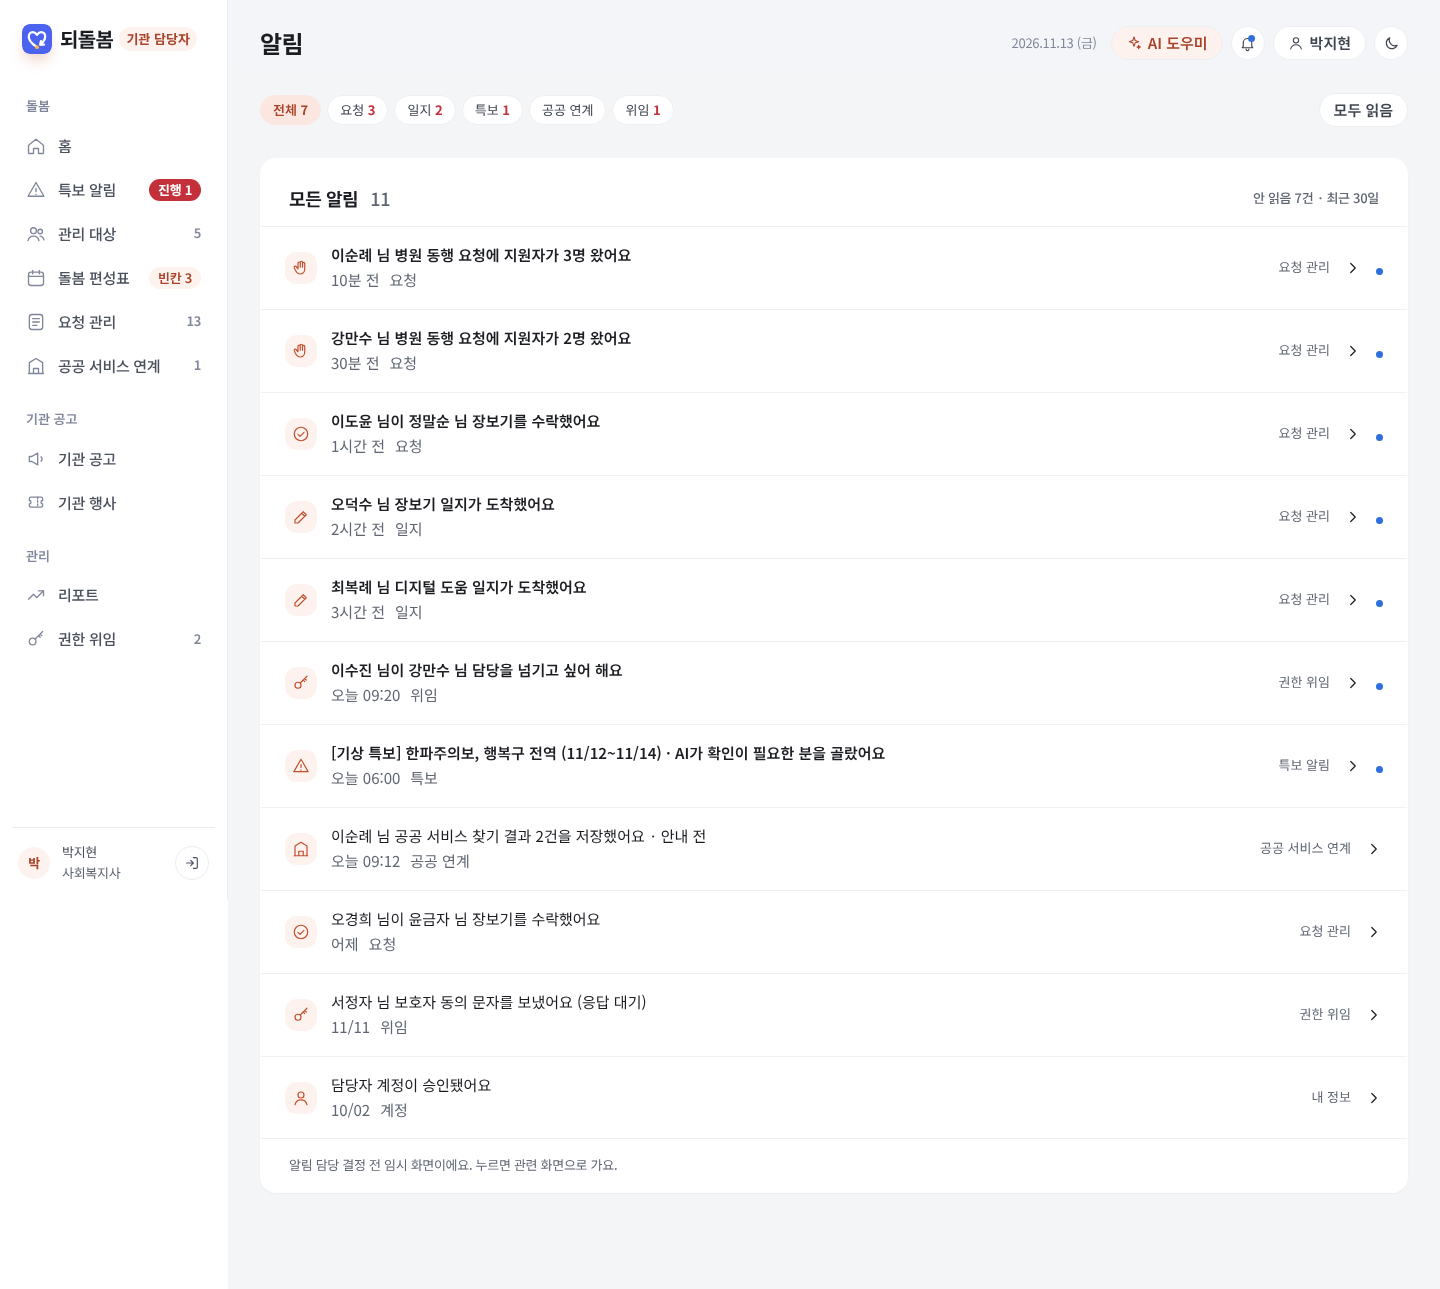 되돌봄 기관 담당자
돌봄
홈
특보 알림 진행 1
관리 대상 5
돌봄 편성표 빈칸 3
요청 관리 13
공공 서비스 연계 1
기관 공고
기관 공고
기관 행사
관리
리포트
권한 위임 2
박
박지현
사회복지사
알림
2026.11.13 (금)
AI 도우미
박지현
전체 7
요청 3
일지 2
특보 1
공공 연계
위임 1
모두 읽음
모든 알림 11
안 읽음 7건 · 최근 30일
이순례 님 병원 동행 요청에 지원자가 3명 왔어요
10분 전 요청
요청 관리
강만수 님 병원 동행 요청에 지원자가 2명 왔어요
30분 전 요청
요청 관리
이도윤 님이 정말순 님 장보기를 수락했어요
1시간 전 요청
요청 관리
오덕수 님 장보기 일지가 도착했어요
2시간 전 일지
요청 관리
최복례 님 디지털 도움 일지가 도착했어요
3시간 전 일지
요청 관리
이수진 님이 강만수 님 담당을 넘기고 싶어 해요
오늘 09:20 위임
권한 위임
[기상 특보] 한파주의보, 행복구 전역 (11/12~11/14) · AI가 확인이 필요한 분을 골랐어요
오늘 06:00 특보
특보 알림
이순례 님 공공 서비스 찾기 결과 2건을 저장했어요 · 안내 전
오늘 09:12 공공 연계
공공 서비스 연계
오경희 님이 윤금자 님 장보기를 수락했어요
어제 요청
요청 관리
서정자 님 보호자 동의 문자를 보냈어요 (응답 대기)
11/11 위임
권한 위임
담당자 계정이 승인됐어요
10/02 계정
내 정보
알림 담당 결정 전 임시 화면이에요. 누르면 관련 화면으로 가요.